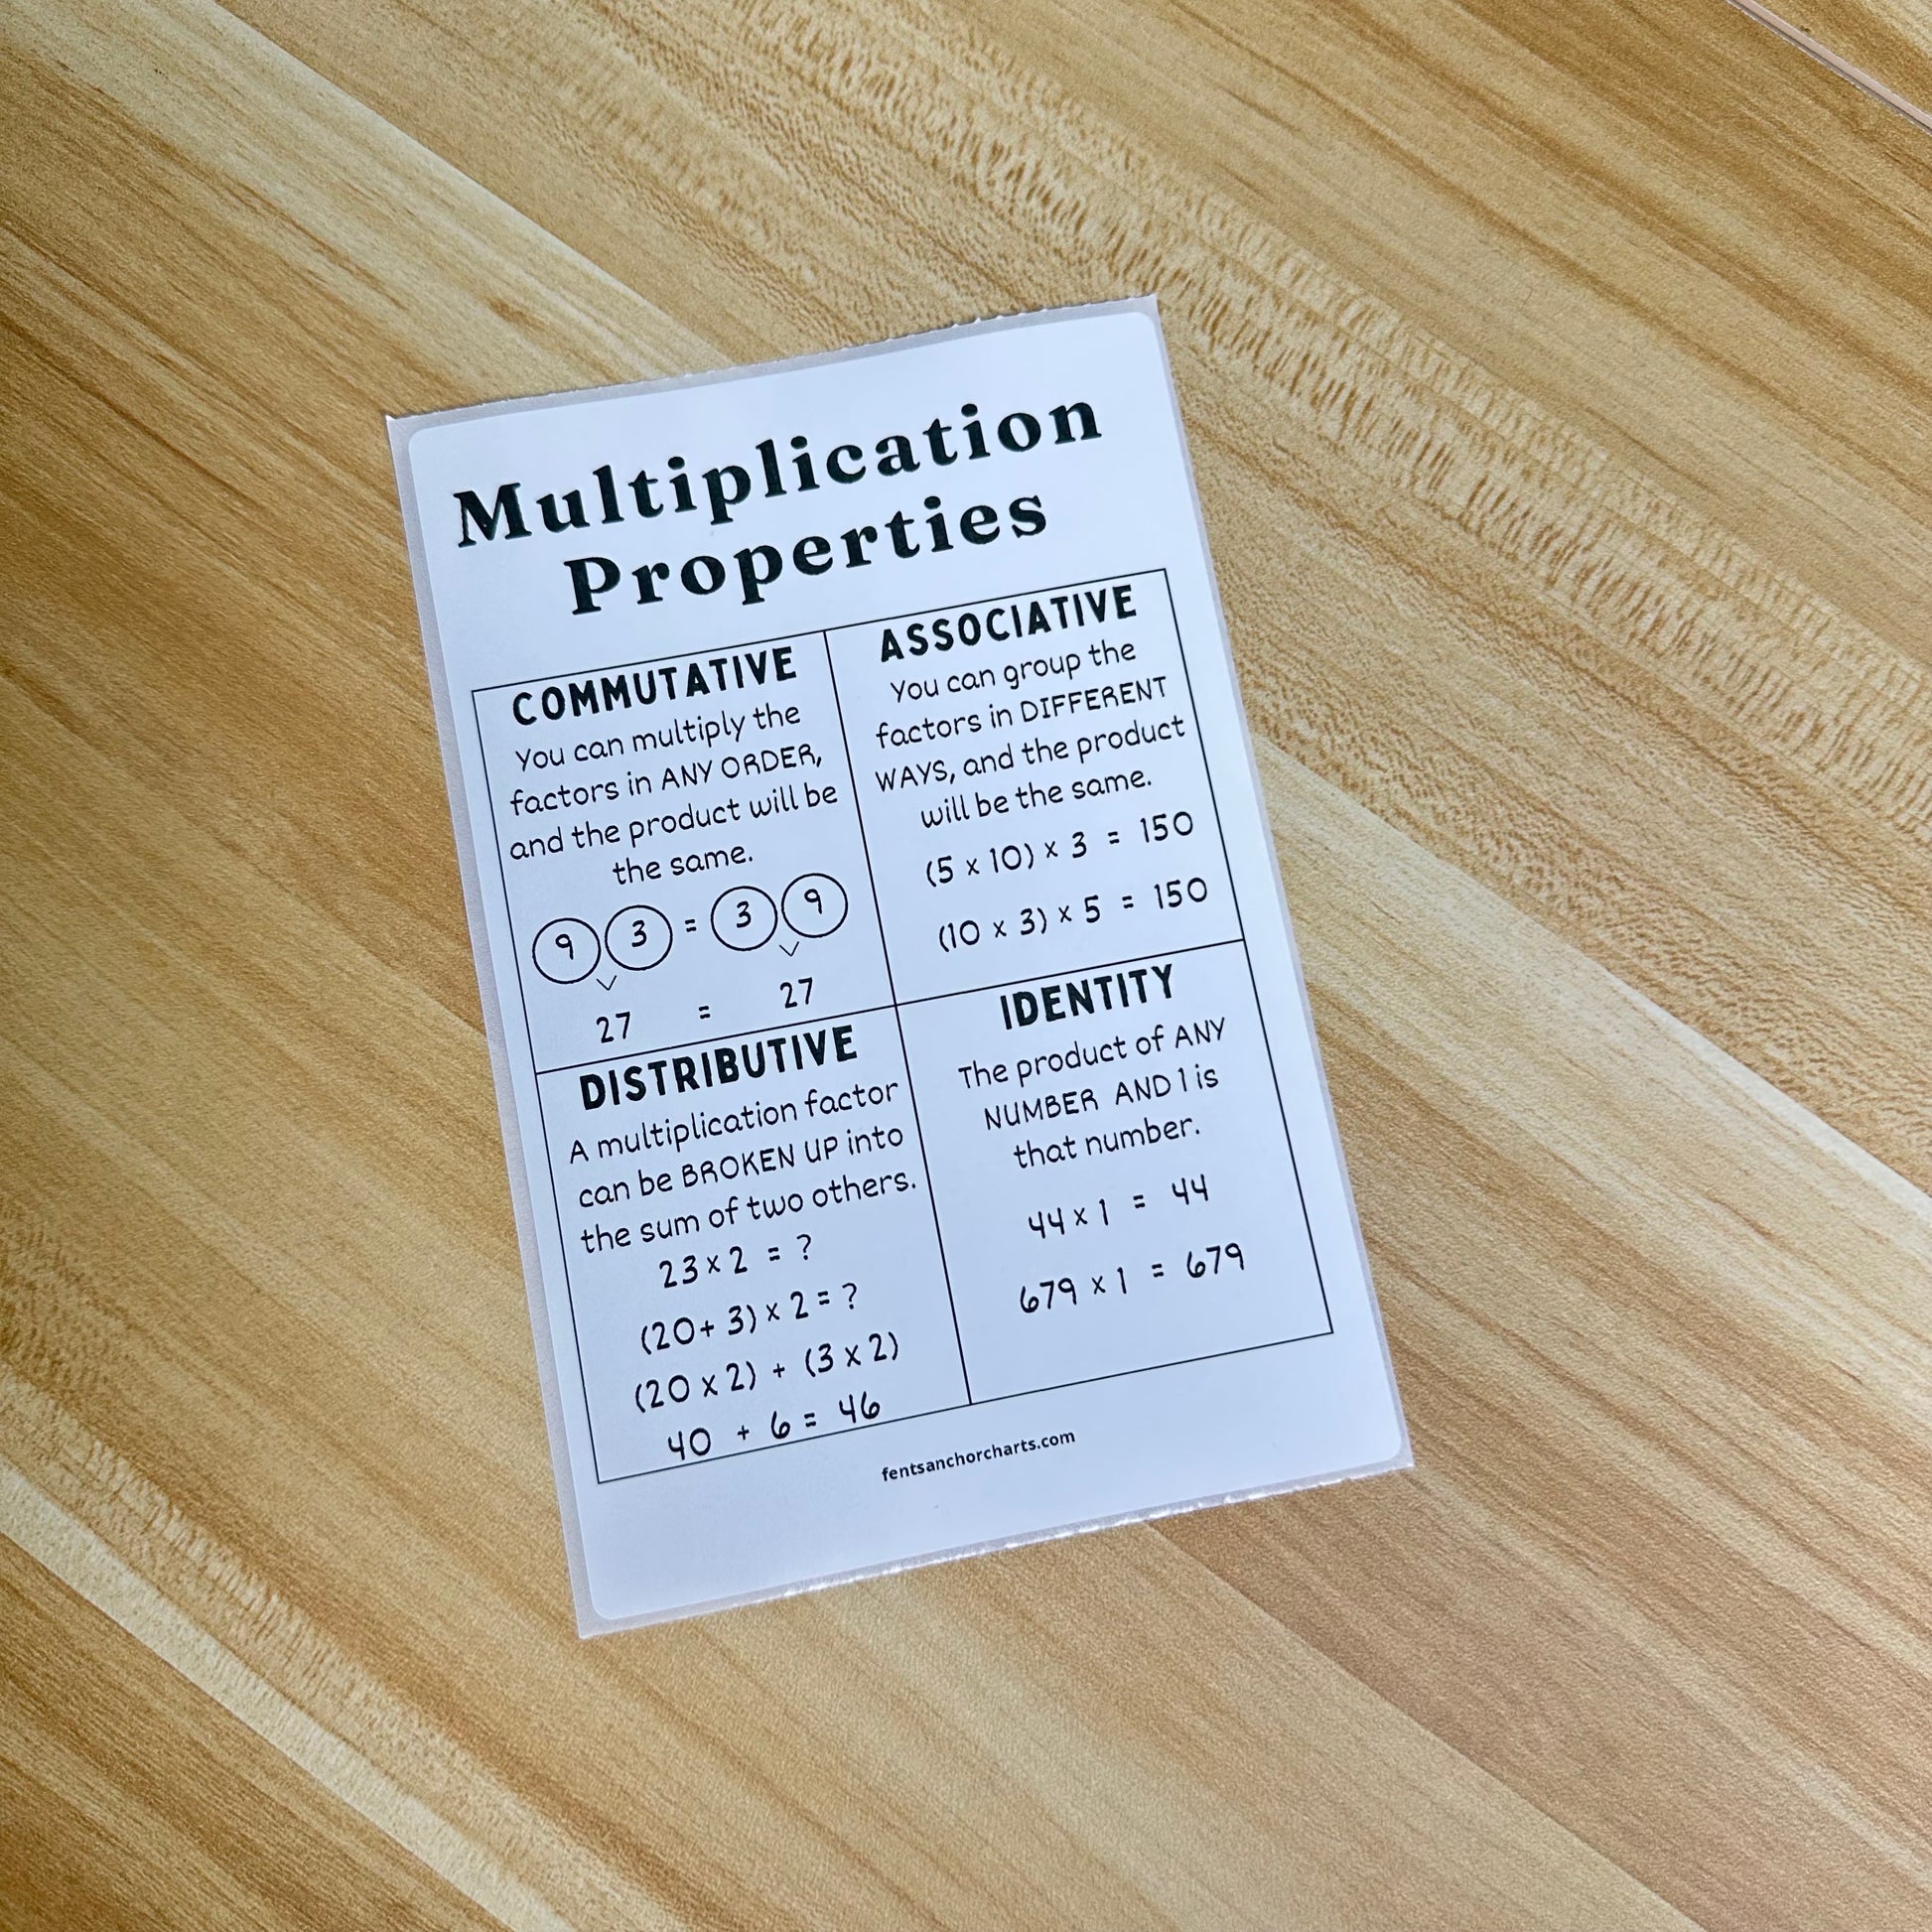 Multiplication
Properties
COMMUTATIVE
You can multiply the
factors in ANY ORDER,
and the product will be
the same.
9 3 = 3 9
27 = 27
ASSOCIATIVE
You can group the
factors in DIFFERENT
WAYS, and the product
will be the same.
(5 x 10) x 3 = 150
(10 x 3) x 5 = 150
DISTRIBUTIVE
A multiplication factor
can be BROKEN UP into
the sum of two others.
23 x 2 = ?
(20+ 3) x 2 = ?
(20 x 2) + (3 x 2)
40 + 6 = 46
IDENTITY
The product of ANY
NUMBER AND 1 is
that number.
44 x 1 = 44
679 x 1 = 679
fentsanchorcharts.com